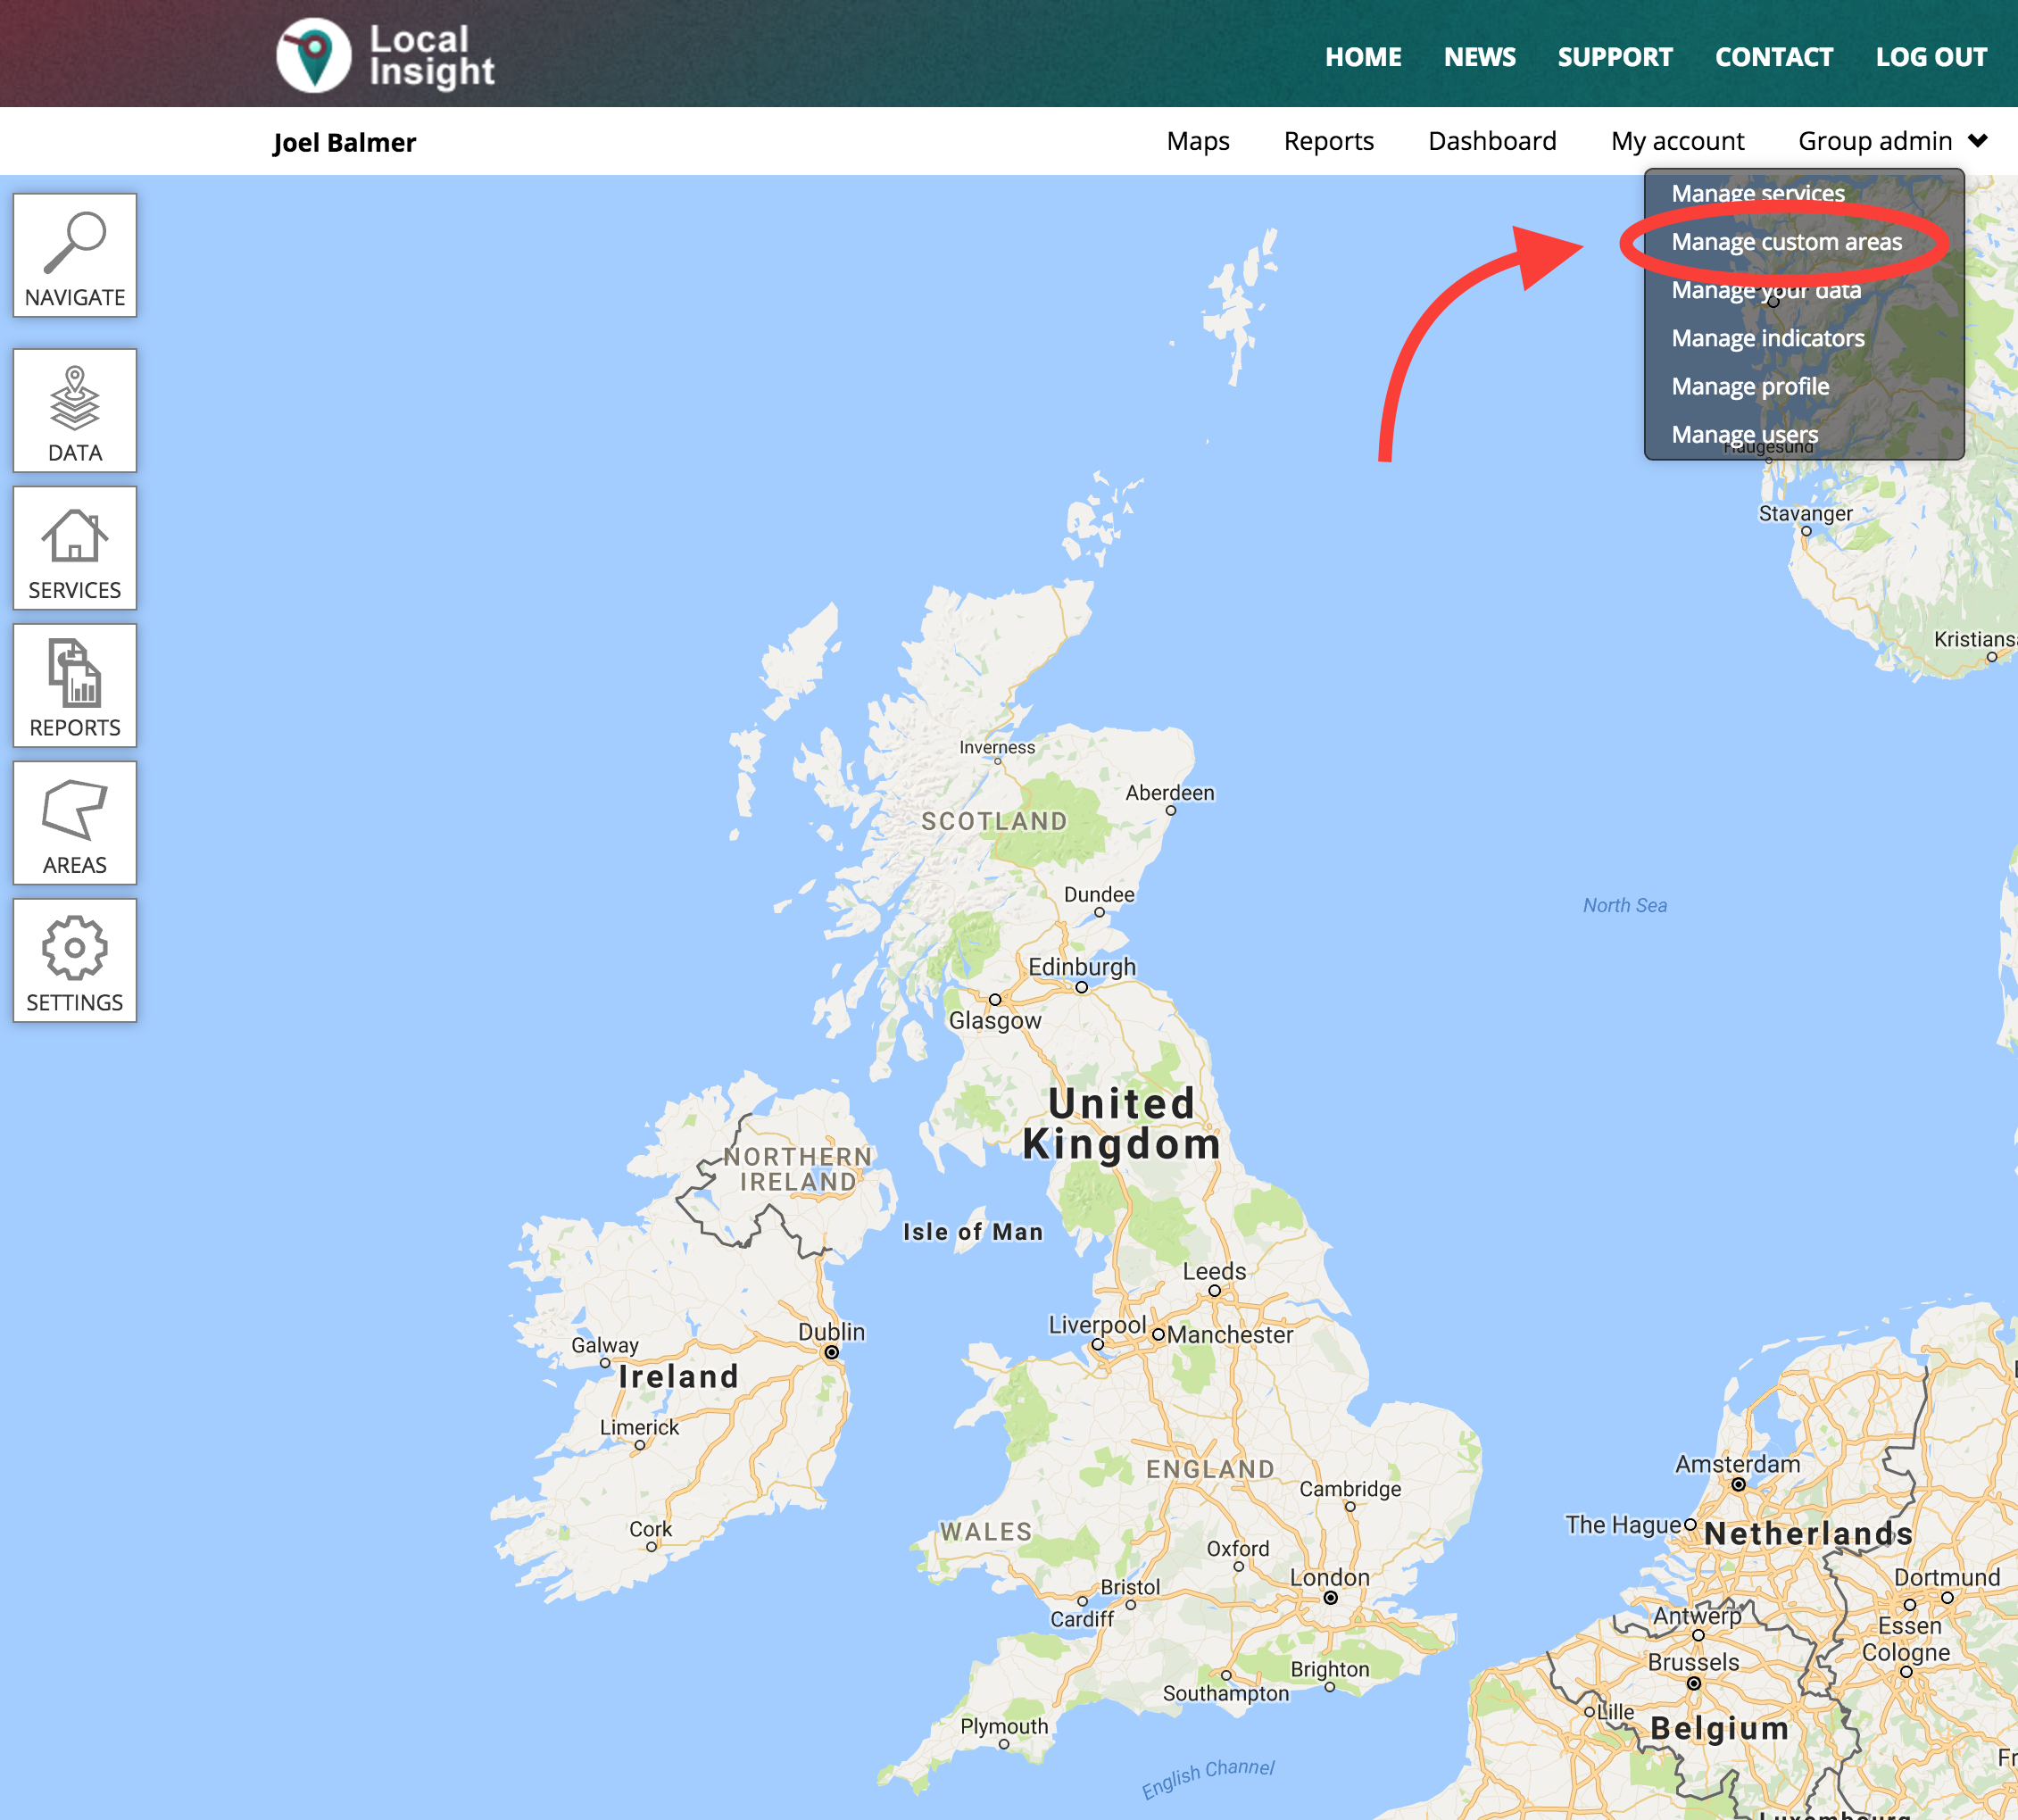 Local
Insight
HOME NEWS SUPPORT CONTACT LOG OUT
Joel Balmer
Maps Reports Dashboard My account Group admin
Manage services
Manage custom areas
Manage your data
Manage indicators
Manage profile
Manage users
NAVIGATE
DATA
SERVICES
REPORTS
AREAS
SETTINGS
Haugesund
Stavanger
Kristians
Inverness
Aberdeen
SCOTLAND
Dundee
North Sea
Edinburgh
Glasgow
United
Kingdom
NORTHERN
IRELAND
Isle of Man
Leeds
Liverpool
Manchester
Dublin
Galway
Ireland
Limerick
Cork
ENGLAND
Cambridge
WALES
Oxford
London
Bristol
Cardiff
Brighton
Southampton
Plymouth
English Channel
Amsterdam
The Hague
Netherlands
Dortmund
Antwerp
Essen
Cologne
Brussels
Lille
Belgium
Fr
Luxembourg